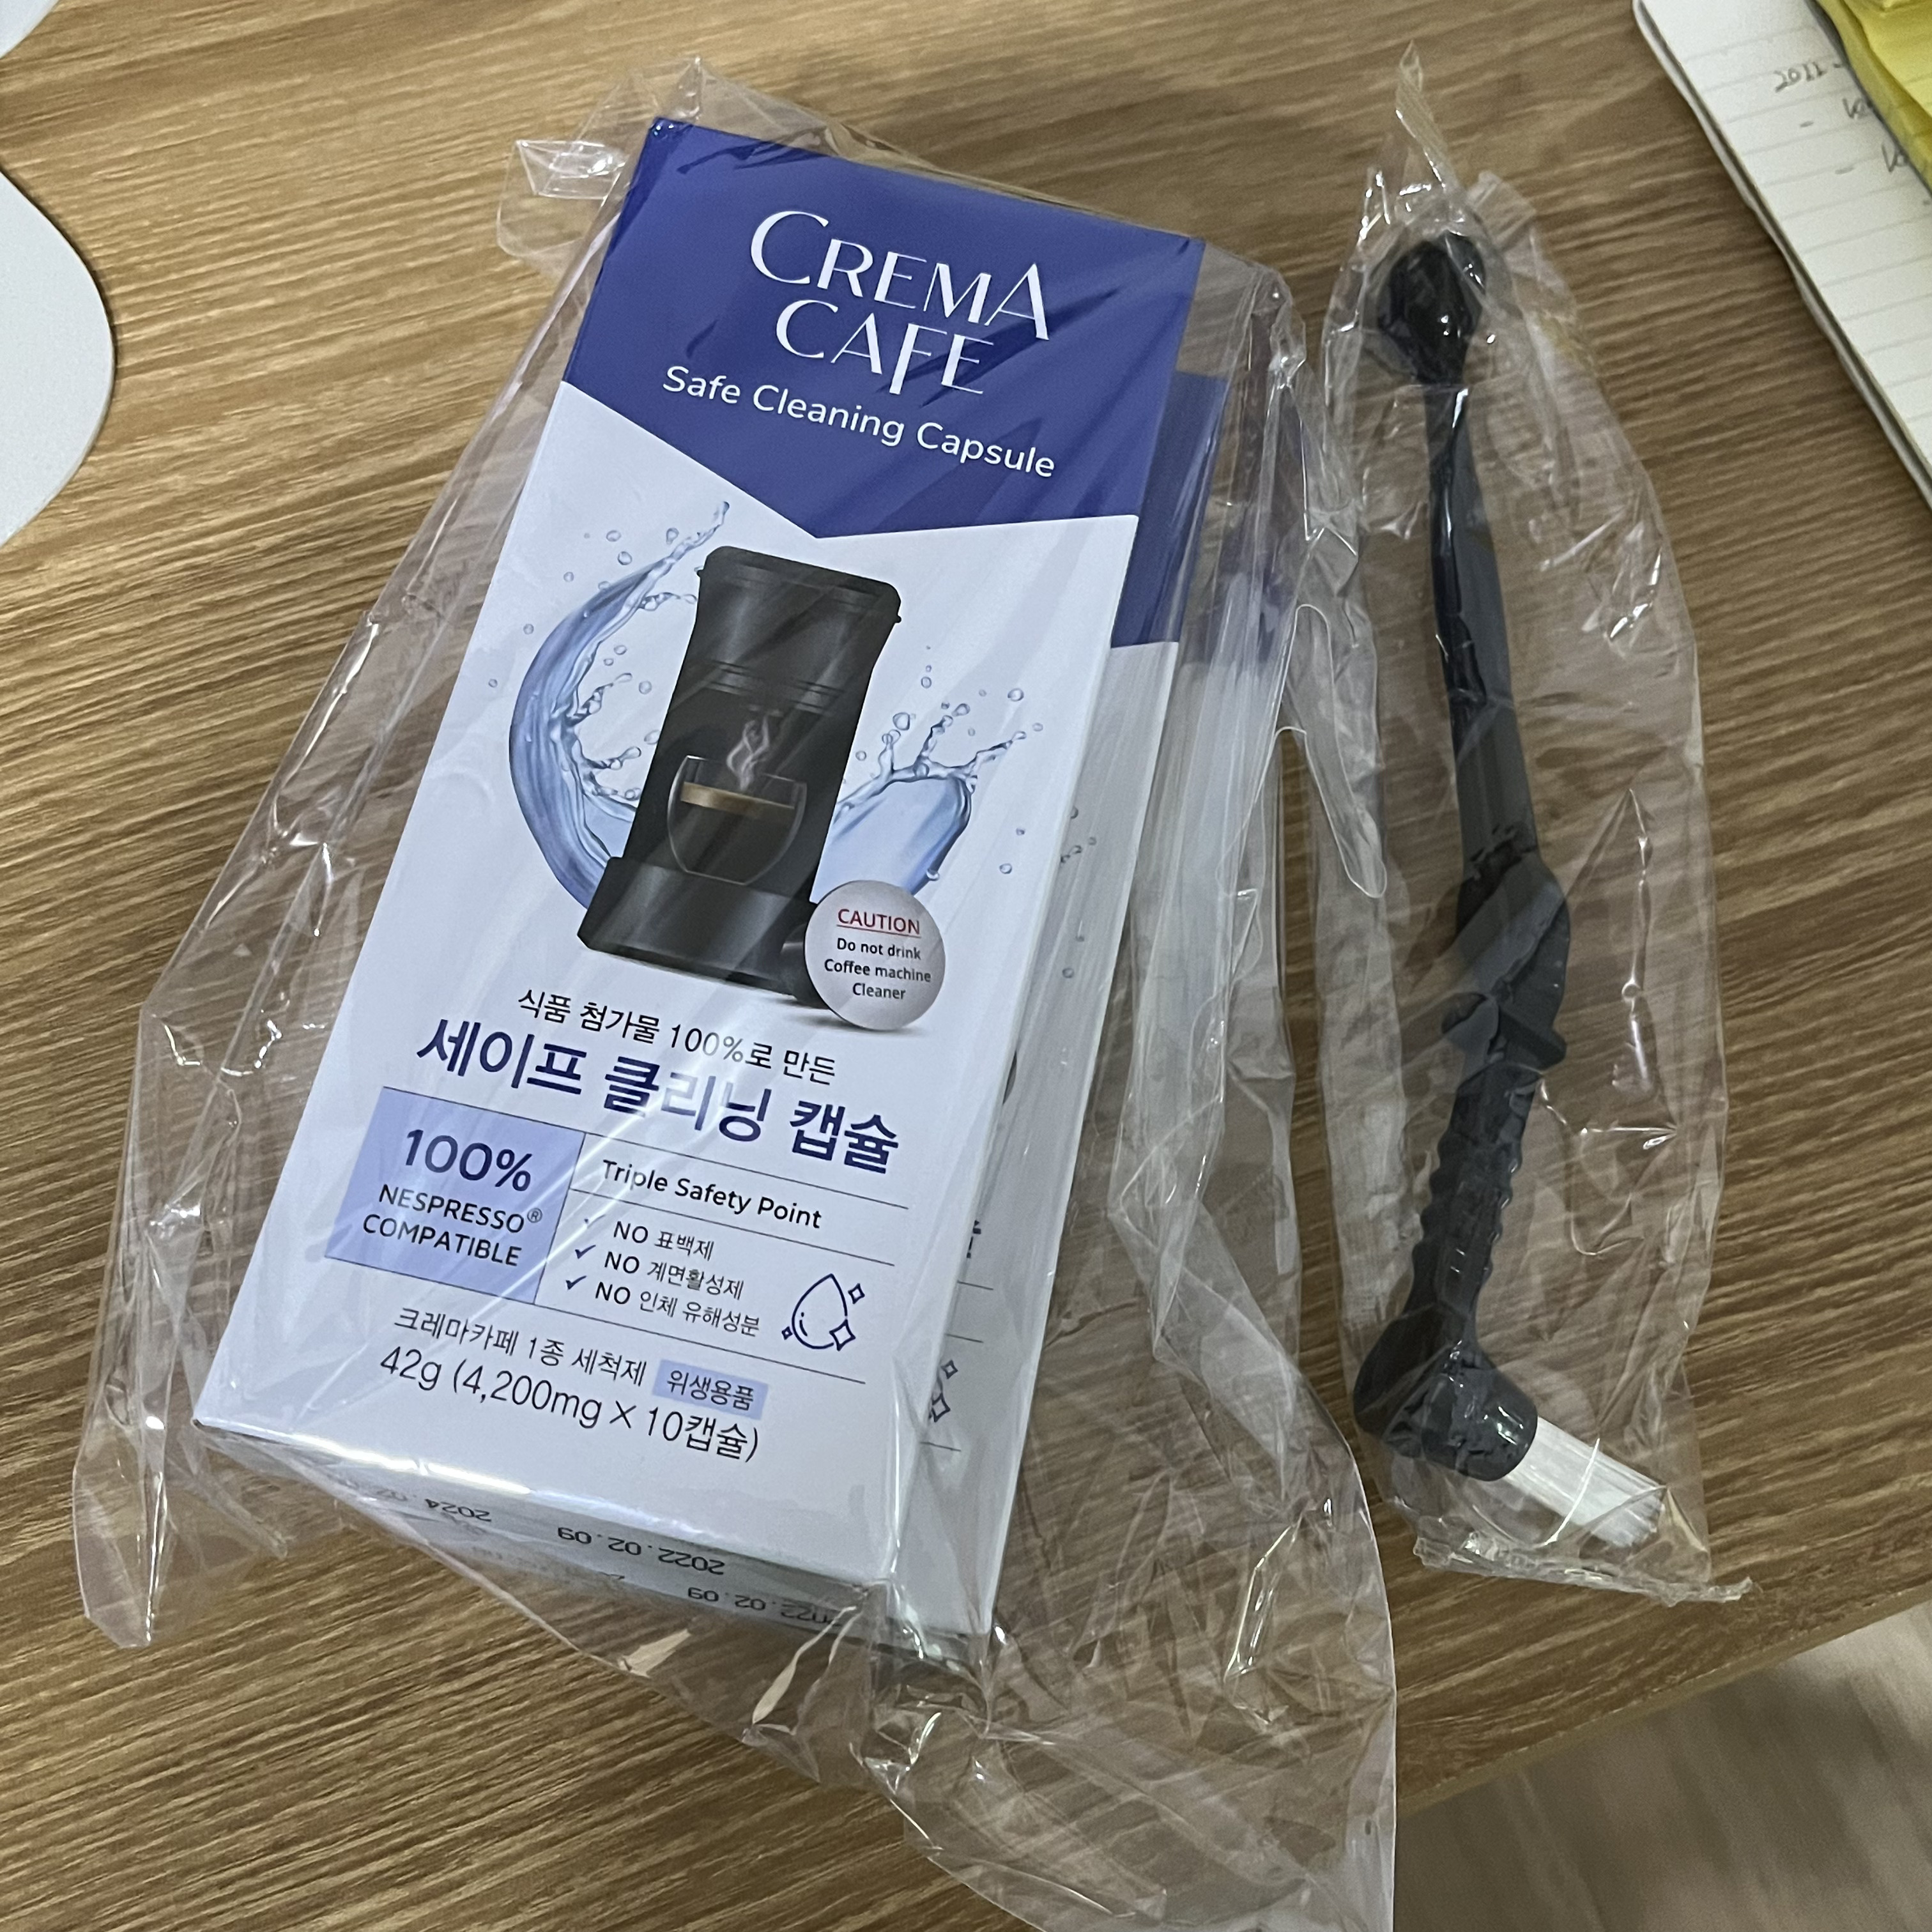 CREMA
CAFE
Safe Cleaning Capsule
CAUTION
Do not drink
Coffee machine
Cleaner
식품 첨가물 100%로 만든
세이프 클리닝 캡슐
100%
NESPRESSO®
COMPATIBLE
Triple Safety Point
NO 표백제
NO 계면활성제
NO 인체 유해성분
크레마카페 1종 세척제 위생용품
42g (4,200mg X 10캡슐)
2022.02.09 2024.02.
2022.02.09
2022-